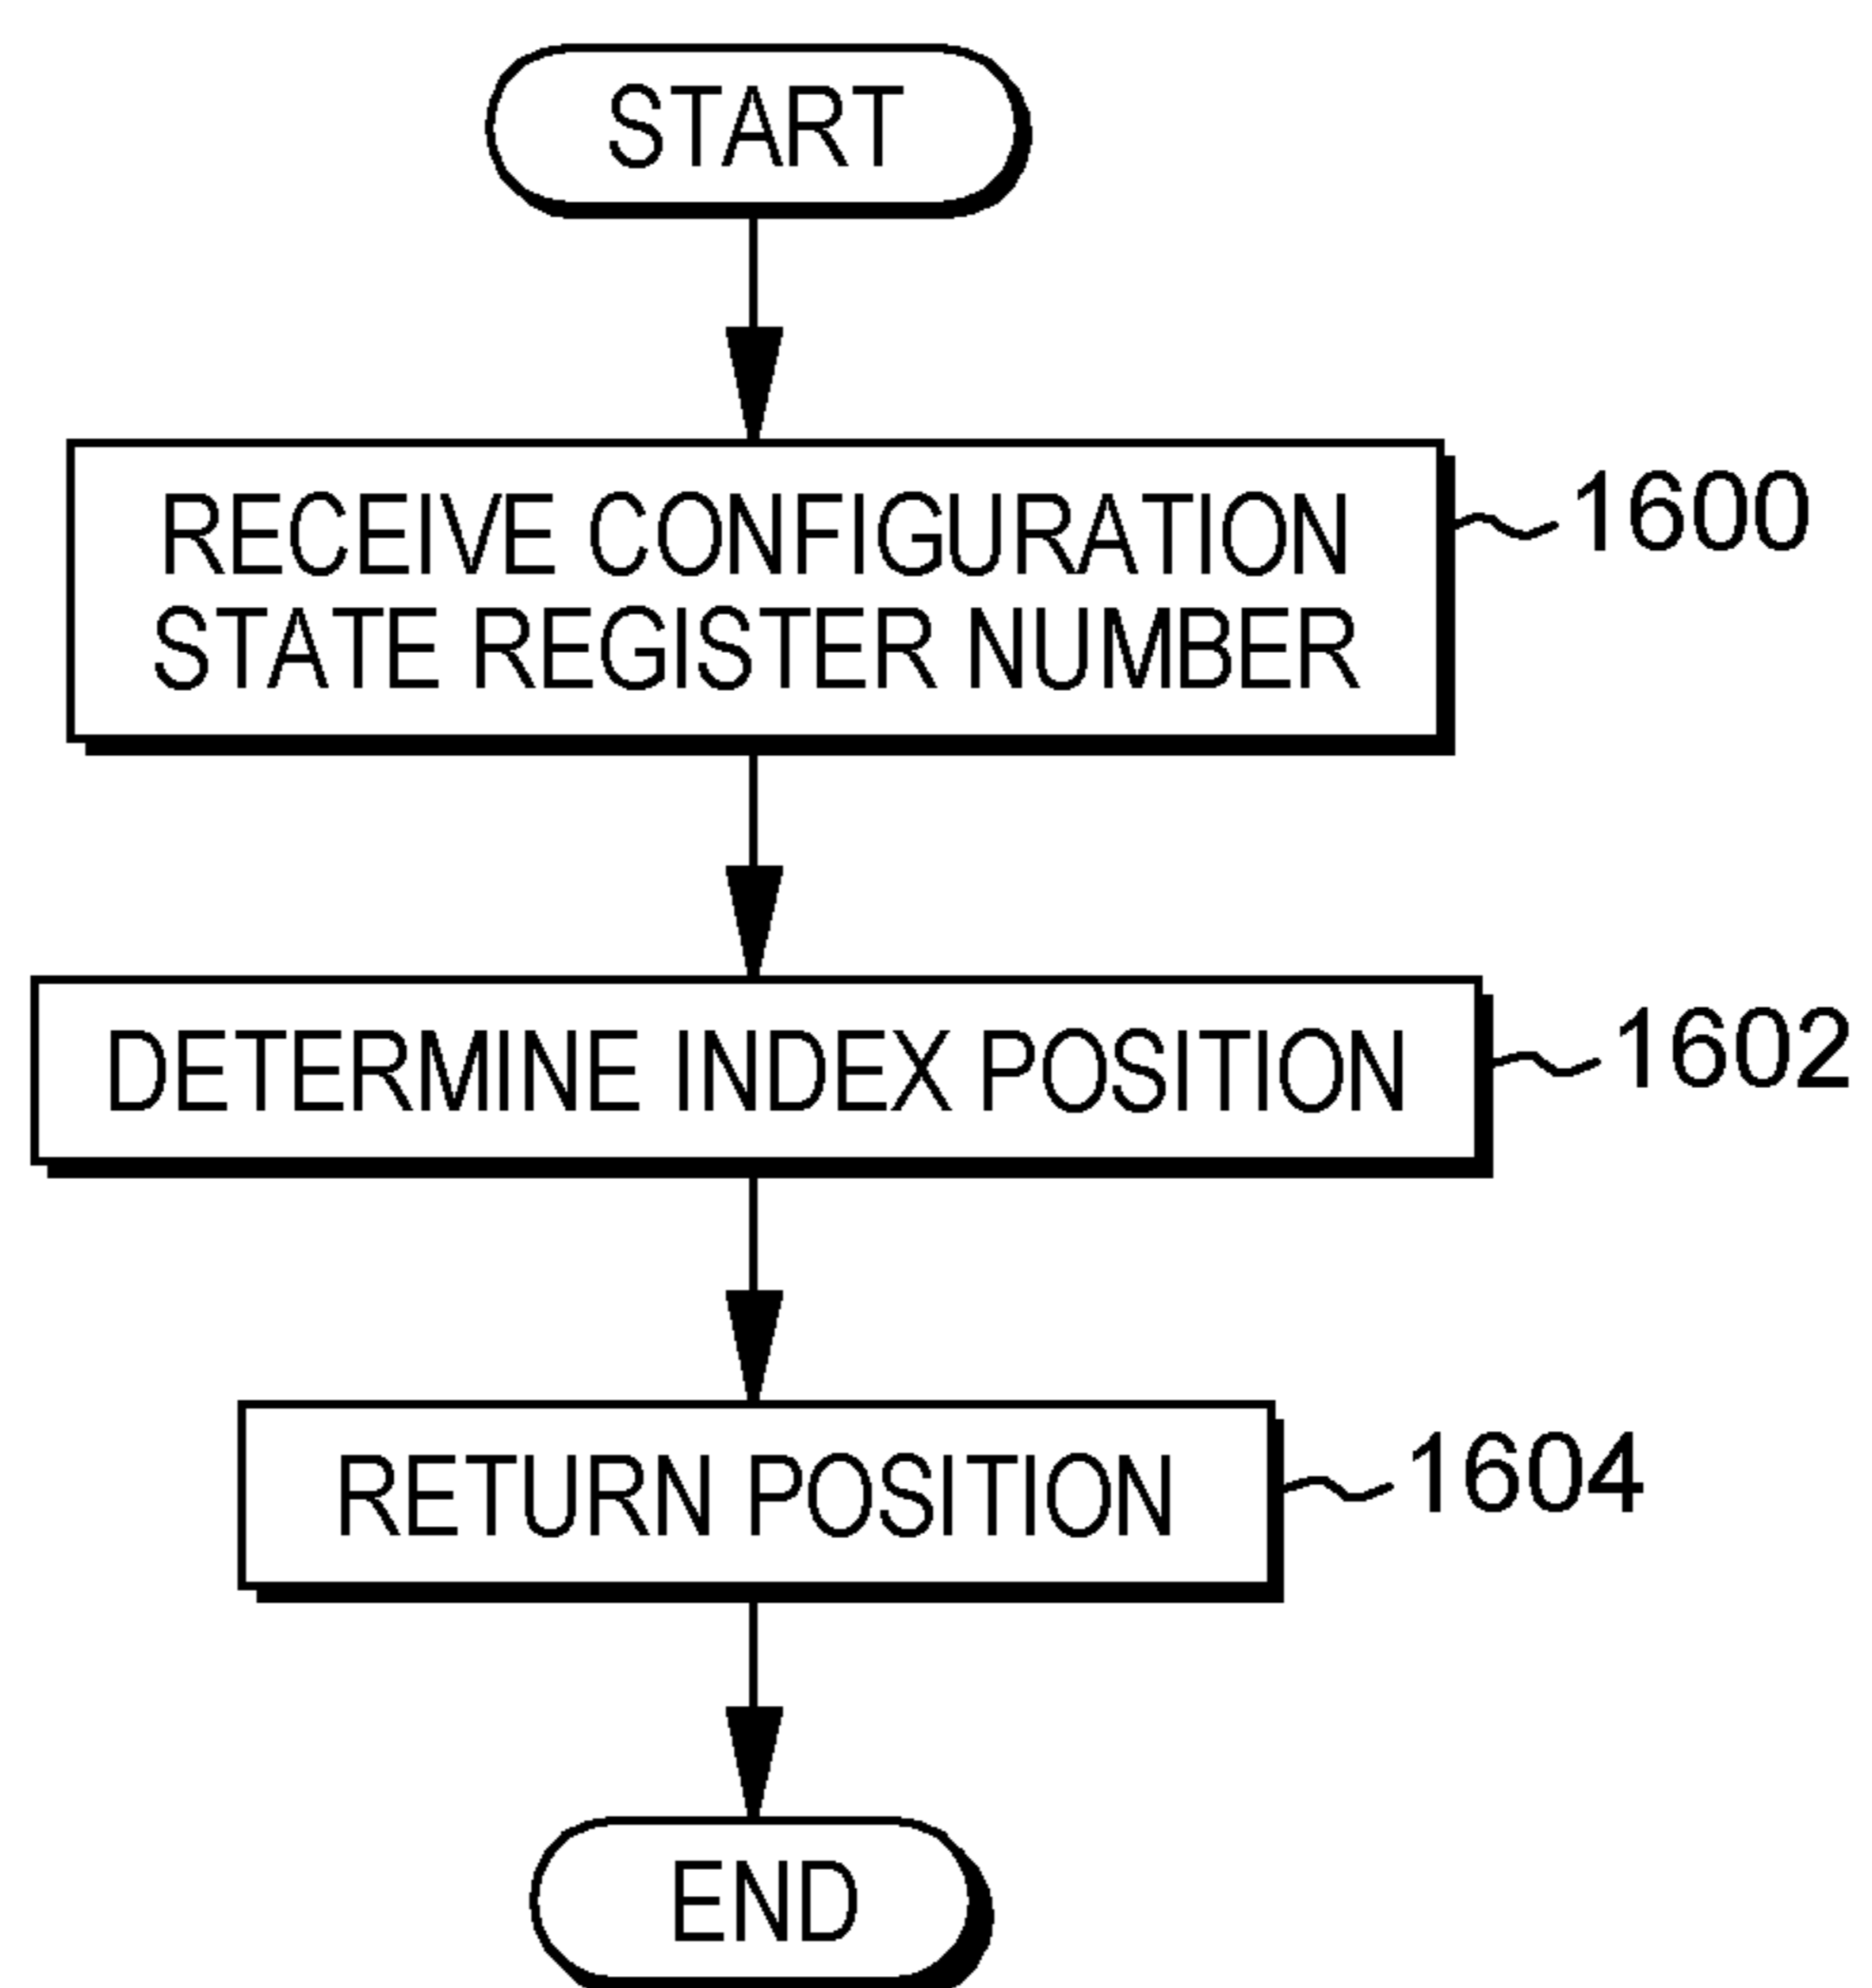 START
RECEIVE CONFIGURATION
STATE REGISTER NUMBER
1600
DETERMINE INDEX POSITION
1602
RETURN POSITION
1604
END